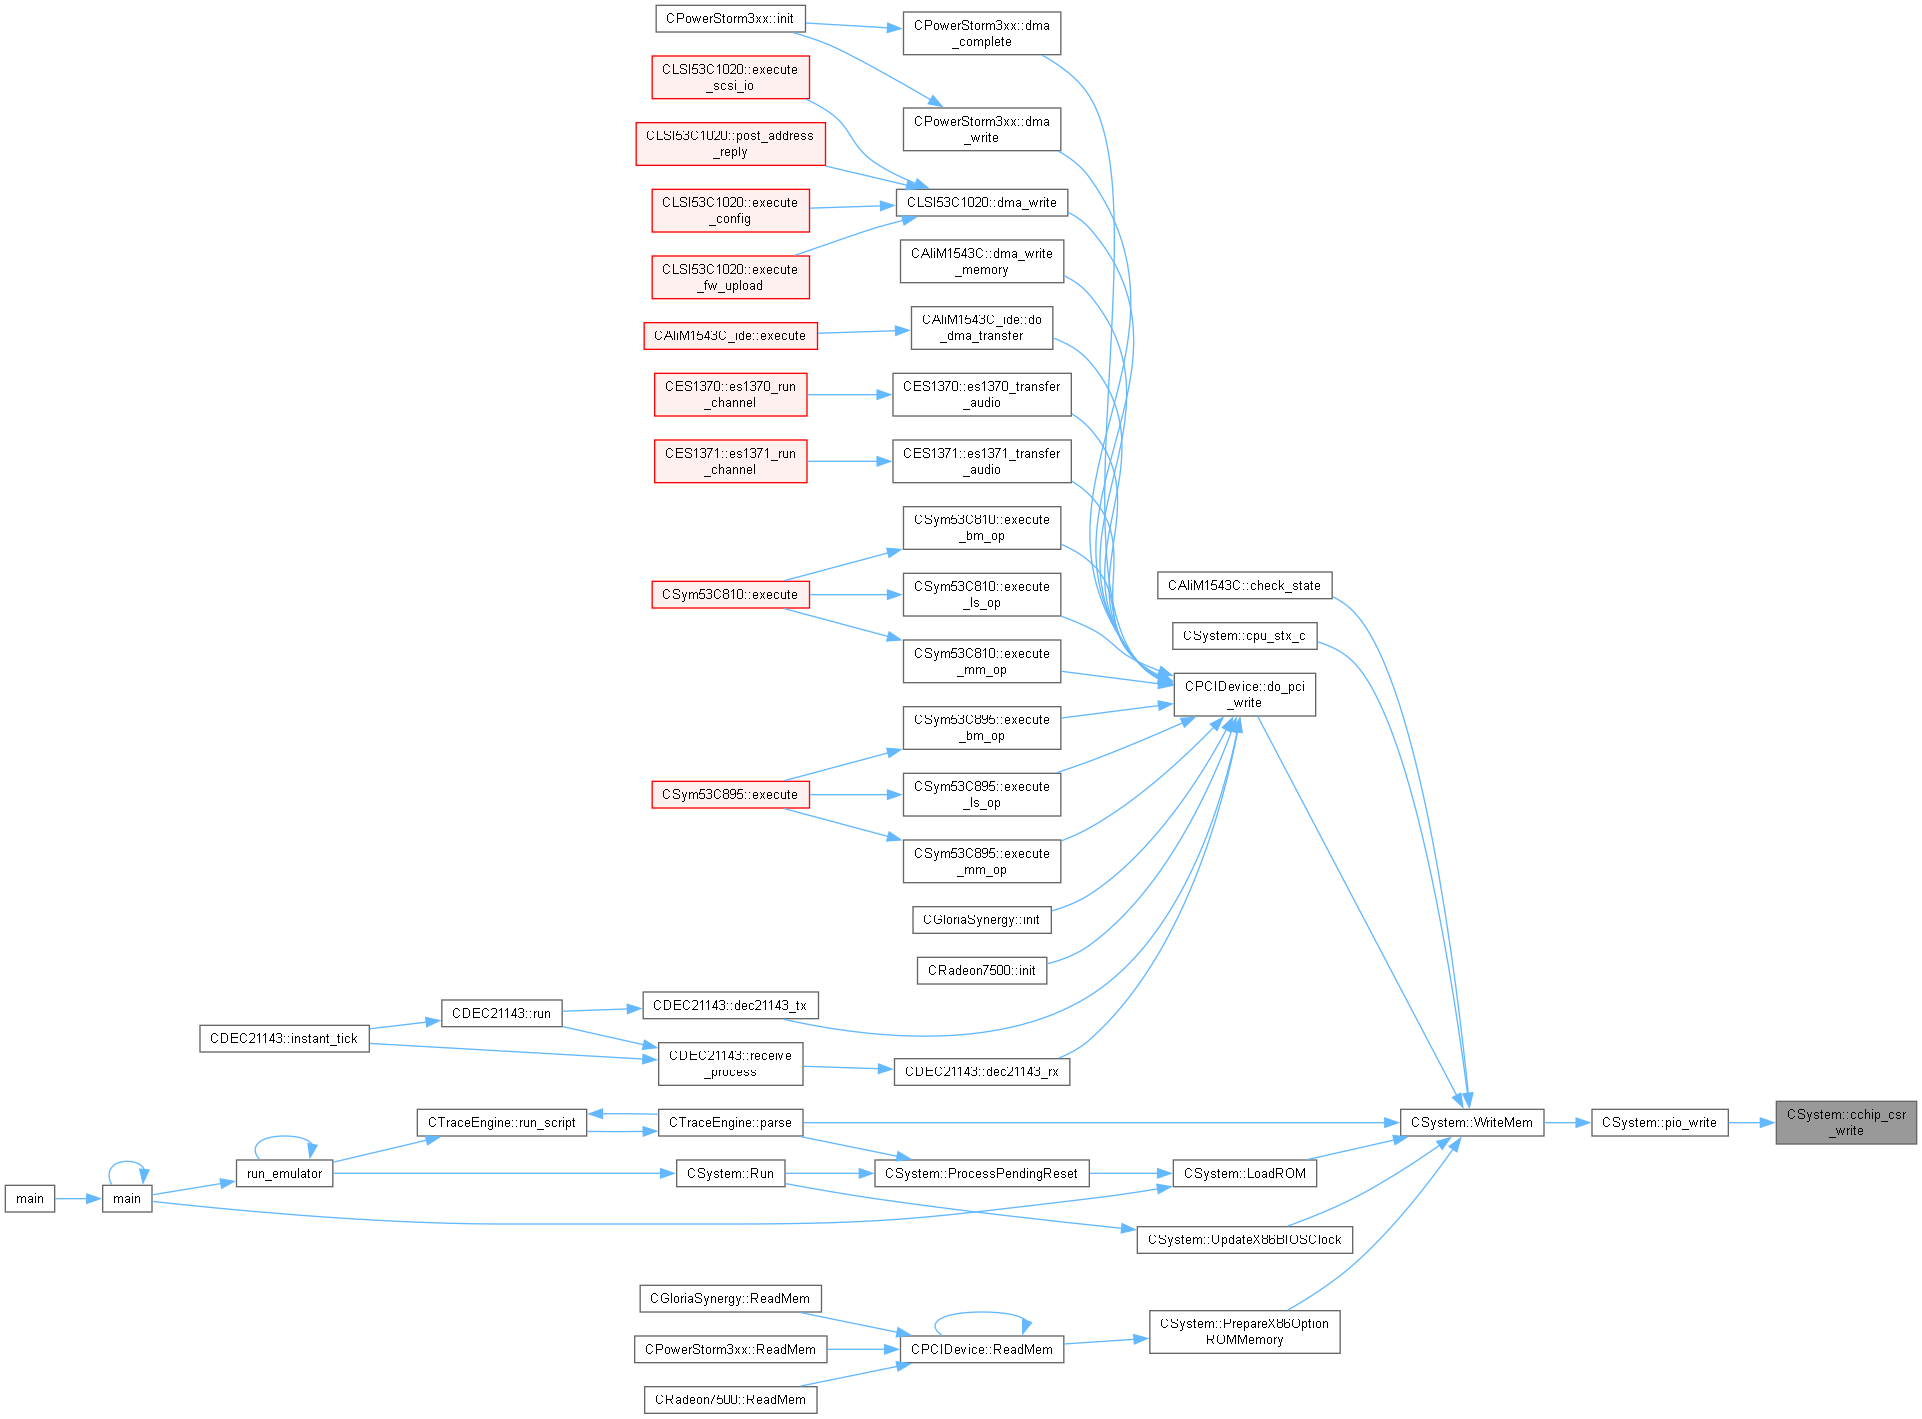 CPowerStorm3xx::init
CPowerStorm3xx::dma
_complete
CLSI53C1020::execute
_scsi_io
CPowerStorm3xx::dma
_write
CLSI53C1020::post_address
_reply
CLSI53C1020::execute
_config
CLSI53C1020::dma_write
CLSI53C1020::execute
_fw_upload
CAliM1543C::dma_write
_memory
CAliM1543C_ide::execute
CAliM1543C_ide::do
_dma_transfer
CES1370::es1370_run
_channel
CES1370::es1370_transfer
_audio
CES1371::es1371_run
_channel
CES1371::es1371_transfer
_audio
CSym53C810::execute
_bm_op
CSym53C810::execute
CSym53C810::execute
_ls_op
CSym53C810::execute
_mm_op
CAliM1543C::check_state
CSystem::cpu_stx_c
CPCIDevice::do_pci
_write
CSym53C895::execute
_bm_op
CSym53C895::execute
CSym53C895::execute
_ls_op
CSym53C895::execute
_mm_op
CGloriaSynergy::init
CRadeon7500::init
CDEC21143::dec21143_tx
CDEC21143::run
CDEC21143::instant_tick
CDEC21143::receive
_process
CDEC21143::dec21143_rx
CTraceEngine::run_script
CTraceEngine::parse
CSystem::WriteMem
CSystem::pio_write
CSystem::cchip_csr
_write
run_emulator
CSystem::Run
CSystem::ProcessPendingReset
CSystem::LoadROM
main
main
CSystem::UpdateX86BIOSClock
CGloriaSynergy::ReadMem
CPowerStorm3xx::ReadMem
CRadeon7500::ReadMem
CPCIDevice::ReadMem
CSystem::PrepareX86Option
ROMMemory